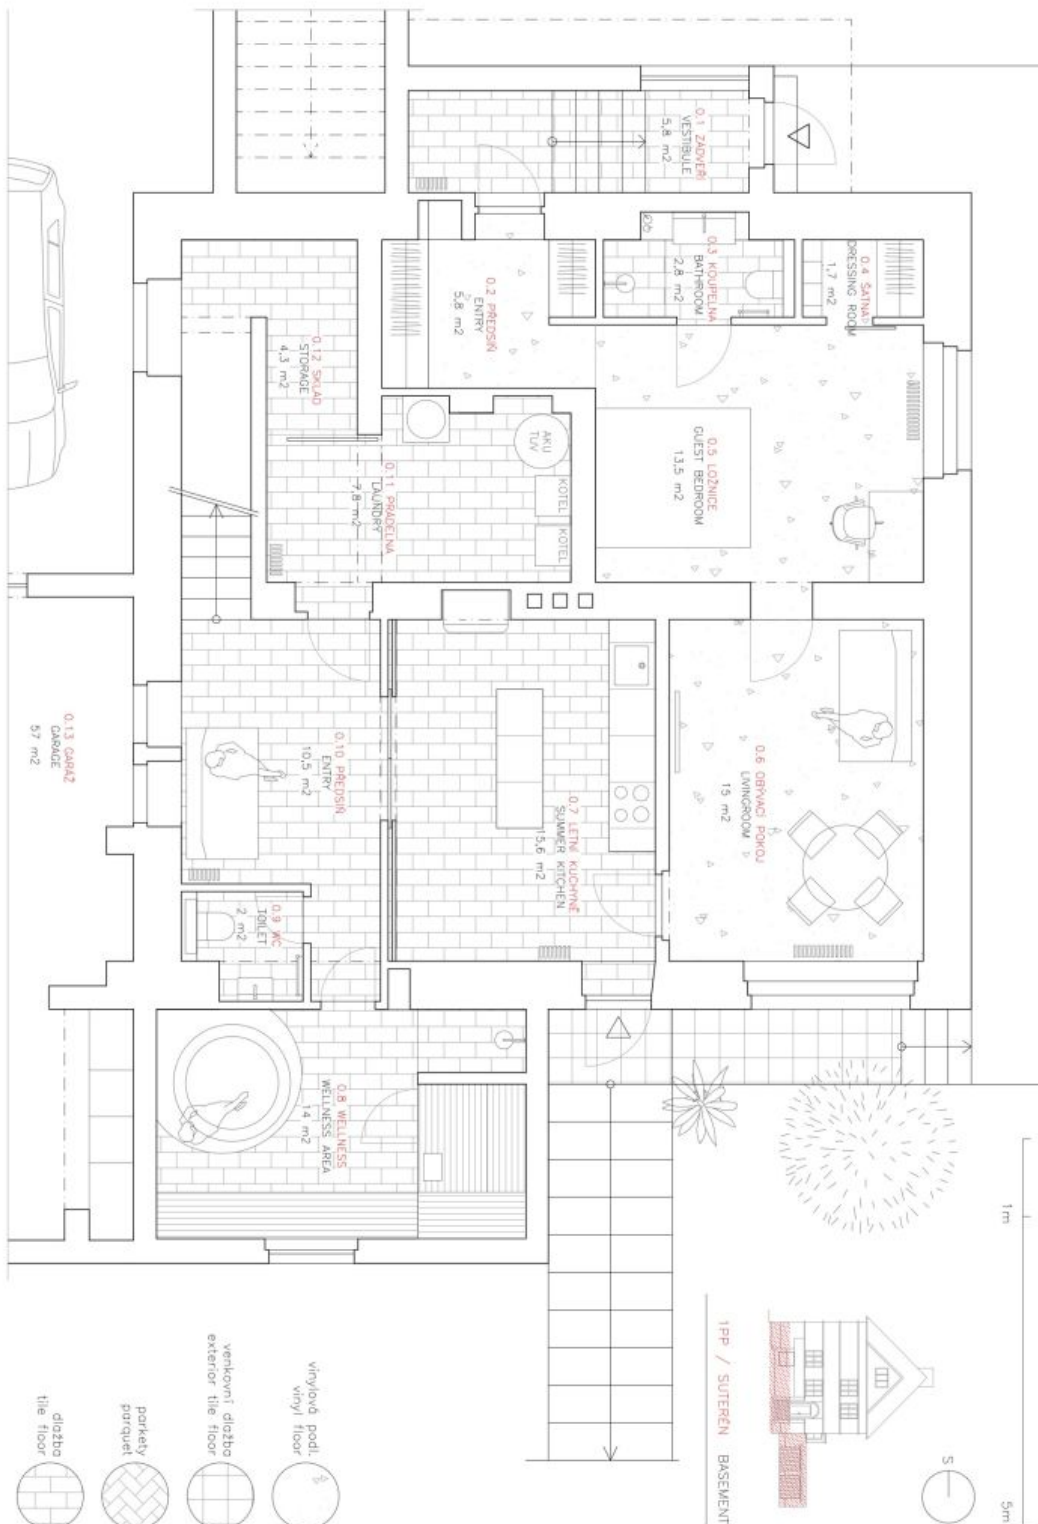 0.1 ZÁDVEŘÍ
VESTIBULE
5,8 m2
0.2 PŘEDSÍŇ
ENTRY
5,8 m2
0.3 KOUPELNA
BATHROOM
2,8 m2
0.4 ŠATNA
DRESSING ROOM
1,7 m2
0.5 LOŽNICE
GUEST BEDROOM
13,5 m2
0.6 OBÝVACÍ POKOJ
LIVINGROOM
15 m2
0.7 LETNÍ KUCHYNĚ
SUMMER KITCHEN
15,6 m2
0.8 WELLNESS
WELLNESS AREA
14 m2
0.9 WC
TOILET
2 m2
0.10 PŘEDSÍŇ
ENTRY
10,5 m2
0.11 PRÁDELNA
LAUNDRY
7,8 m2
0.12 SKLAD
STORAGE
4,3 m2
0.13 GARÁŽ
GARAGE
57 m2
AKU
TUV
KOTEL
KOTEL
1m
5m
S
1PP / SUTERÉN BASEMENT
vinylová podl.
vinyl floor
venkovní dlažba
exterior tile floor
parkety
parquet
dlažba
tile floor